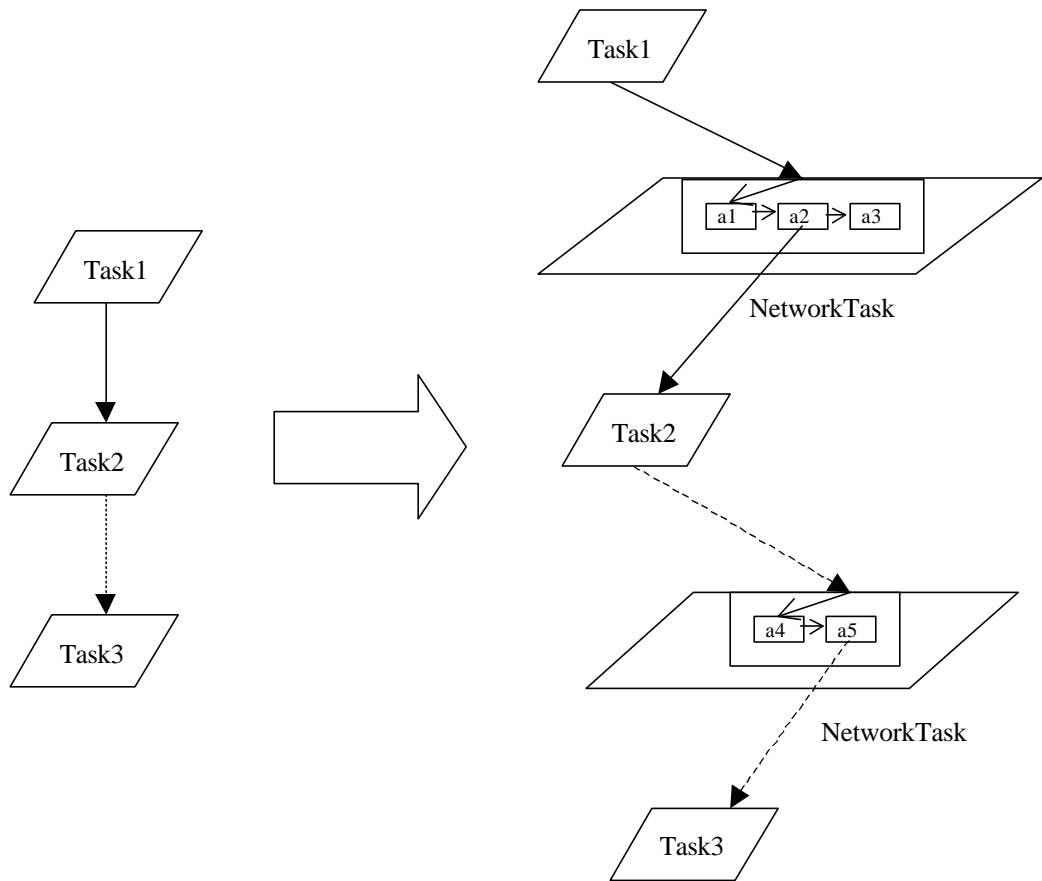 Task1
Task2
Task3
Task1
a1
a2
a3
NetworkTask
Task2
a4
a5
NetworkTask
Task3